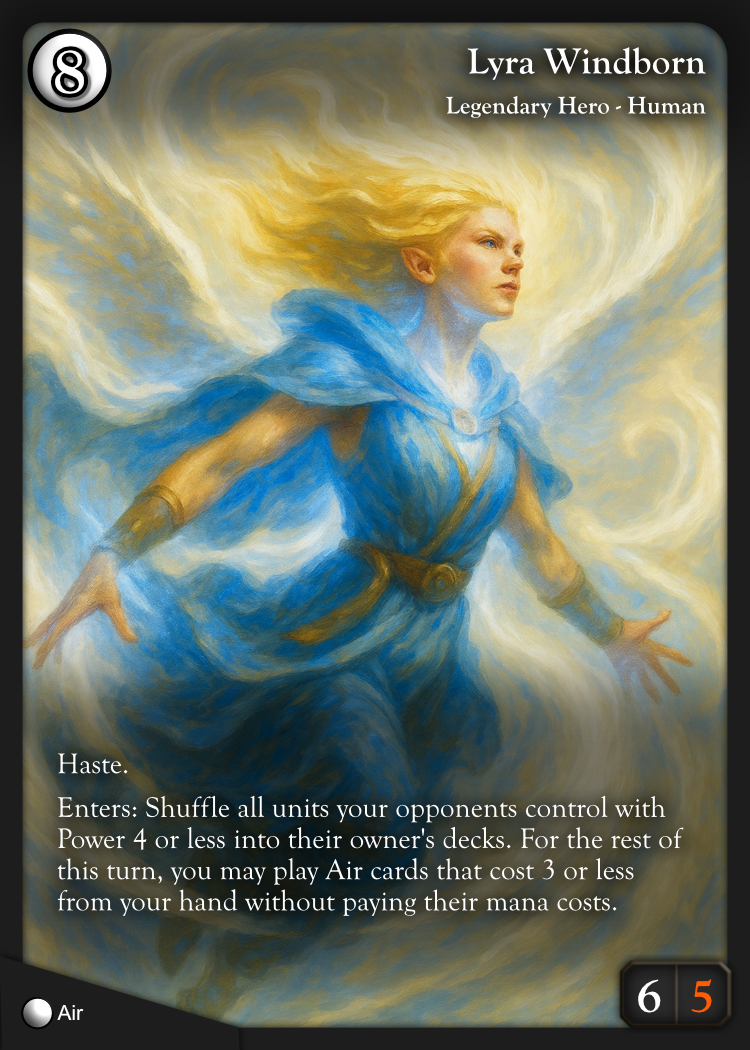 8
Lyra Windborn
Legendary Hero - Human
Haste.
Enters: Shuffle all units your opponents control with
Power 4 or less into their owner's decks. For the rest of
this turn, you may play Air cards that cost 3 or less
from your hand without paying their mana costs.
Air
6 5